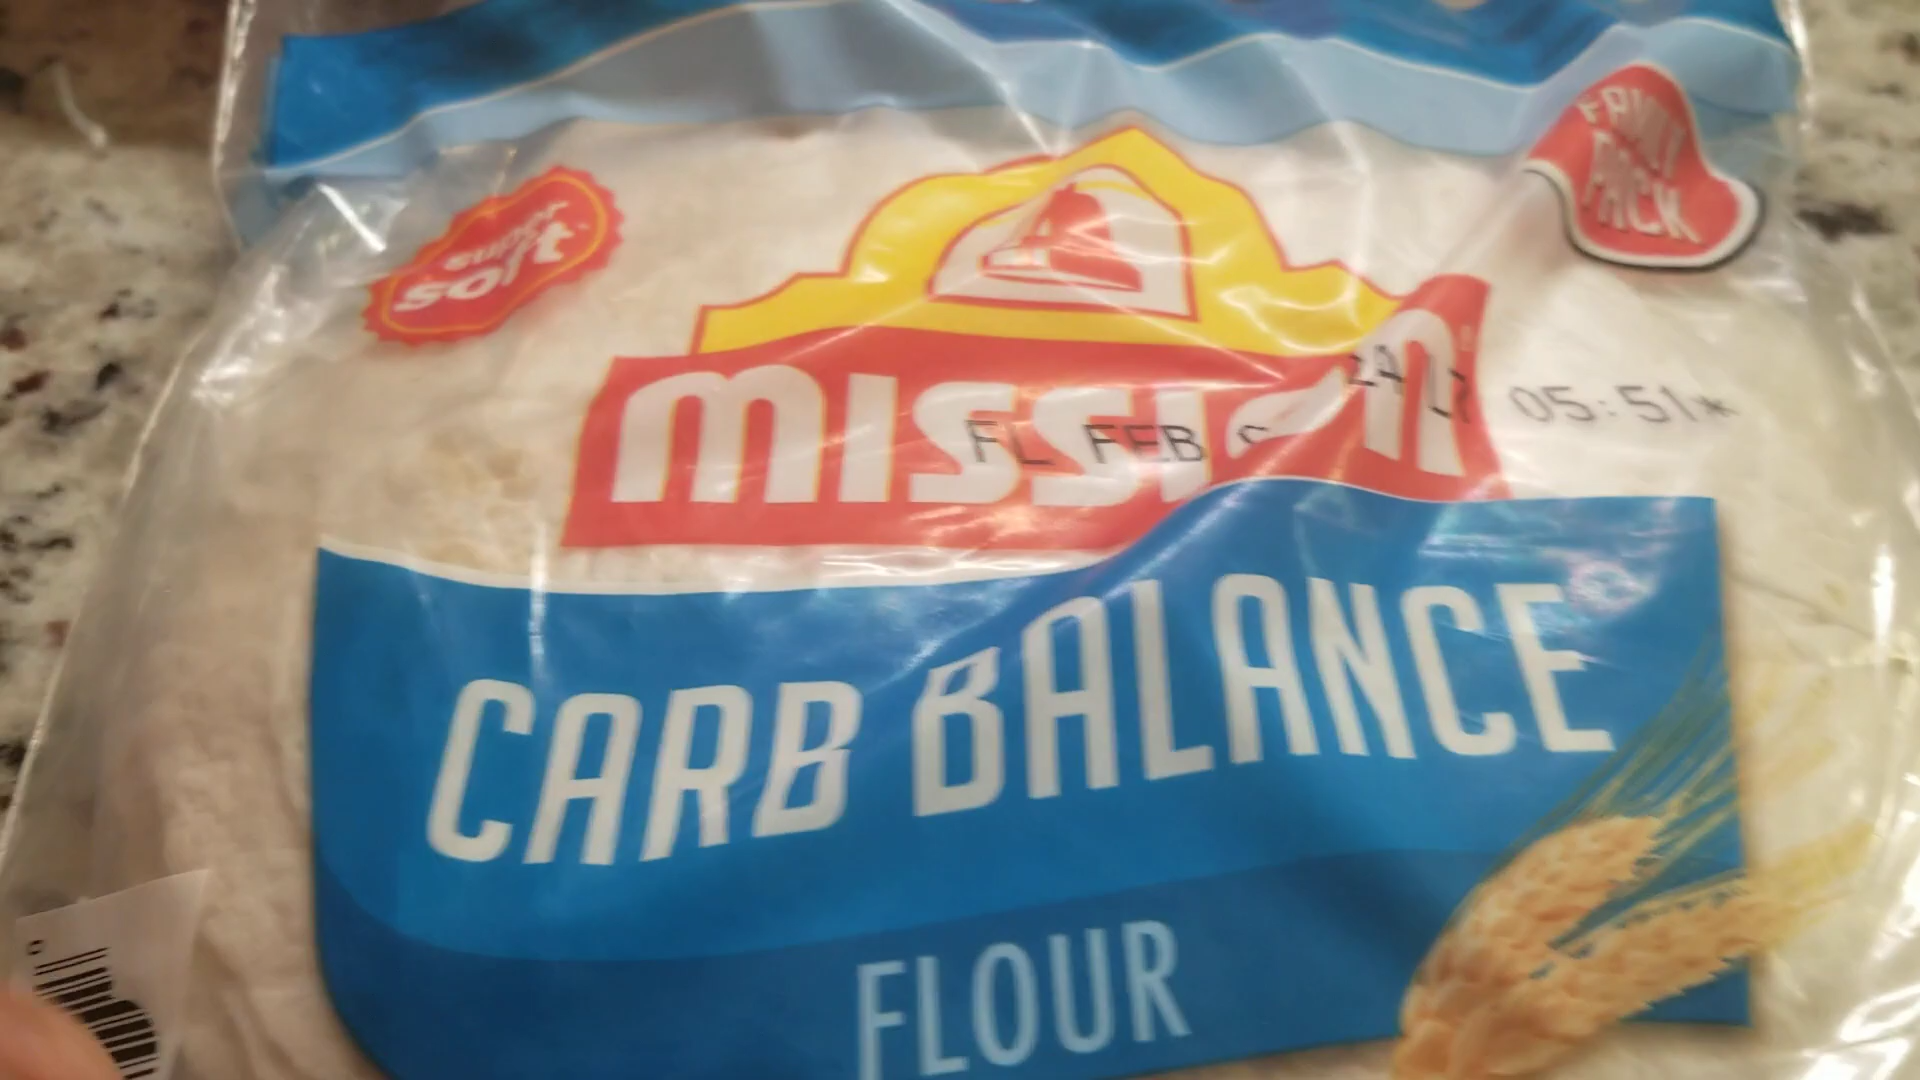 FAMILY
PACK
super
soft
MISSION
FL FEB
05:51*
CARB BALANCE
FLOUR